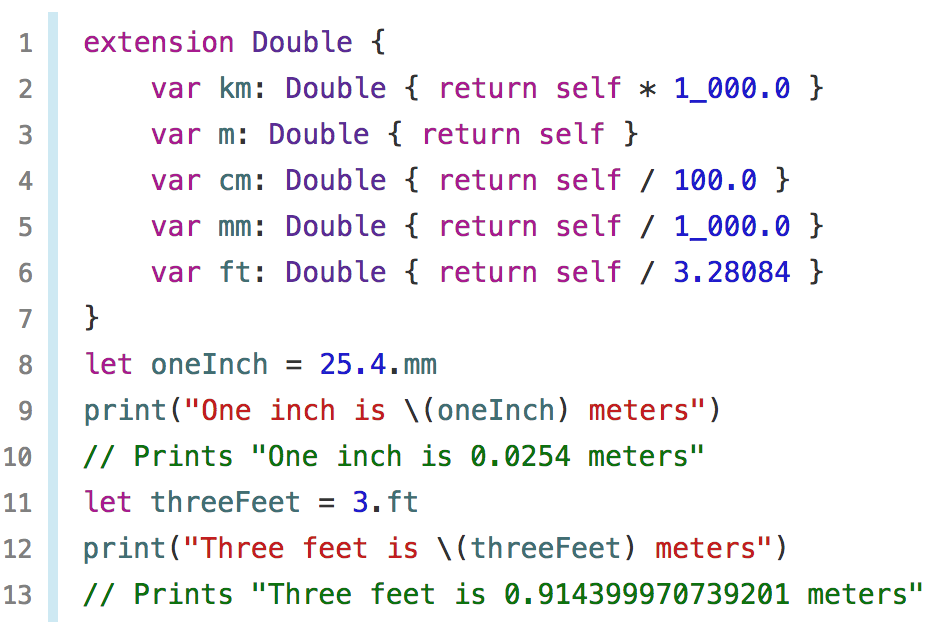 1 extension Double {
2     var km: Double { return self * 1_000.0 }
3     var m: Double { return self }
4     var cm: Double { return self / 100.0 }
5     var mm: Double { return self / 1_000.0 }
6     var ft: Double { return self / 3.28084 }
7 }
8 let oneInch = 25.4.mm
9 print("One inch is \(oneInch) meters")
10 // Prints "One inch is 0.0254 meters"
11 let threeFeet = 3.ft
12 print("Three feet is \(threeFeet) meters")
13 // Prints "Three feet is 0.914399970739201 meters"